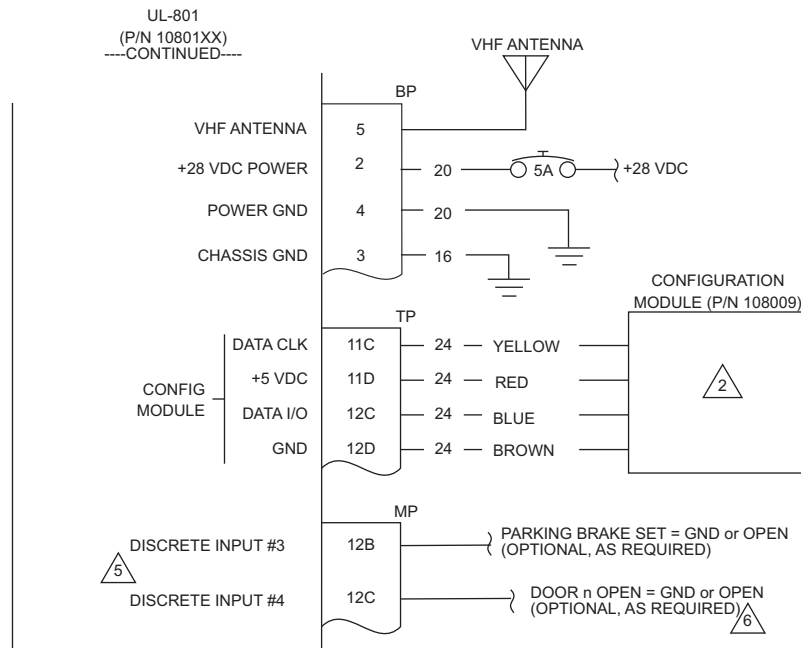 UL-801
(P/N 10801XX)
----CONTINUED----
VHF ANTENNA
BP
VHF ANTENNA 5
+28 VDC POWER 2 20 5A +28 VDC
POWER GND 4 20
CHASSIS GND 3 16
CONFIGURATION
MODULE (P/N 108009)
TP
CONFIG
MODULE
DATA CLK 11C 24 YELLOW
+5 VDC 11D 24 RED
DATA I/O 12C 24 BLUE
GND 12D 24 BROWN
2
MP
DISCRETE INPUT #3 12B PARKING BRAKE SET = GND or OPEN
(OPTIONAL, AS REQUIRED)
5
DISCRETE INPUT #4 12C DOOR n OPEN = GND or OPEN
(OPTIONAL, AS REQUIRED)
6